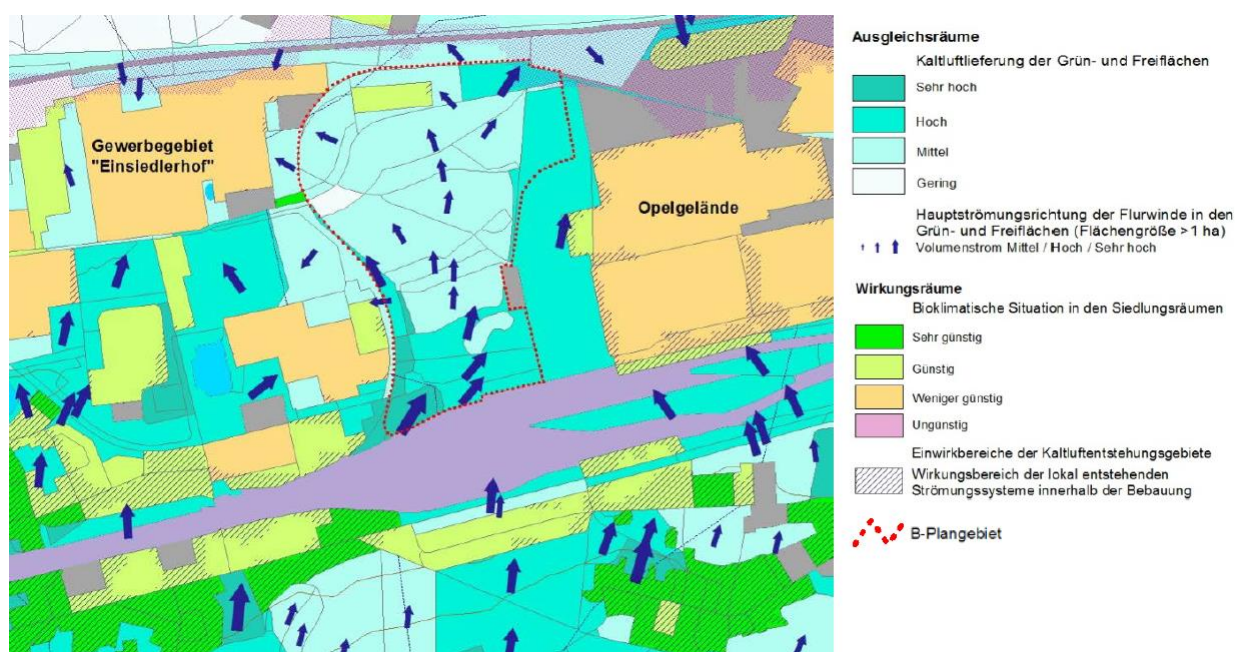 Gewerbegebiet
"Einsiedlerhof"
Opelgelände
Ausgleichsräume
Kaltluftlieferung der Grün- und Freiflächen
Sehr hoch
Hoch
Mittel
Gering
Hauptströmungsrichtung der Flurwinde in den
Grün- und Freiflächen (Flächengröße > 1 ha)
Volumenstrom Mittel / Hoch / Sehr hoch
Wirkungsräume
Bioklimatische Situation in den Siedlungsräumen
Sehr günstig
Günstig
Weniger günstig
Ungünstig
Einwirkbereiche der Kaltluftentstehungsgebiete
Wirkungsbereich der lokal entstehenden
Strömungssysteme innerhalb der Bebauung
B-Plangebiet